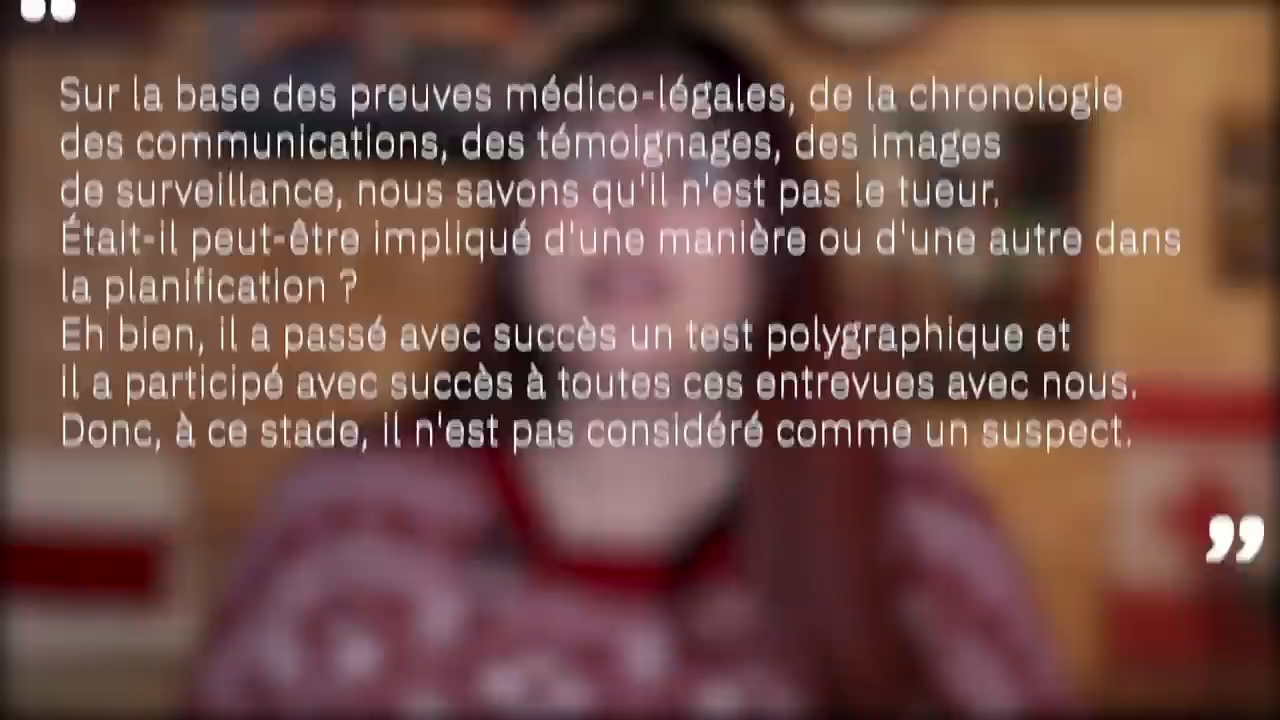 "
Sur la base des preuves médico-légales, de la chronologie
des communications, des témoignages, des images
de surveillance, nous savons qu'il n'est pas le tueur.
Était-il peut-être impliqué d'une manière ou d'une autre dans
la planification ?
Eh bien, il a passé avec succès un test polygraphique et
il a participé avec succès à toutes ces entrevues avec nous.
Donc, à ce stade, il n'est pas considéré comme un suspect.
"